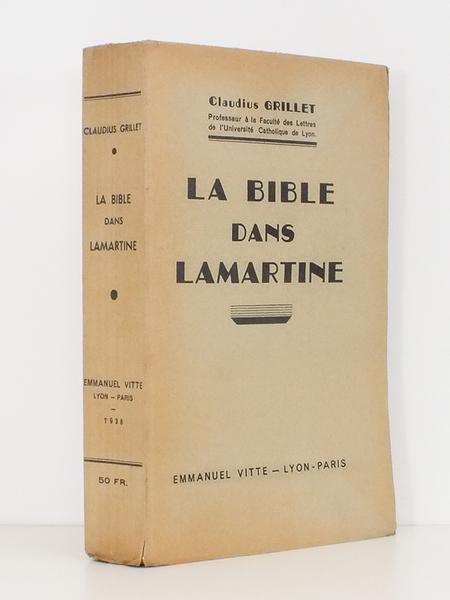 CLAUDIUS GRILLET
LA BIBLE
DANS
LAMARTINE
EMMANUEL VITTE
LYON — PARIS
—
1938
50 FR.
Claudius GRILLET
Professeur à la Faculté des Lettres
de l'Université Catholique de Lyon.
LA BIBLE
DANS
LAMARTINE
EMMANUEL VITTE — LYON-PARIS